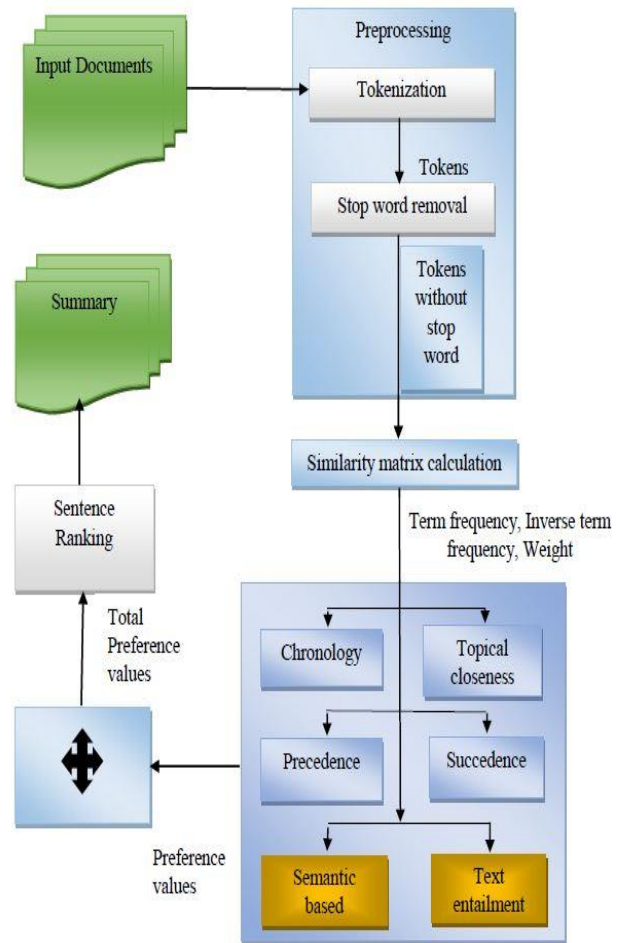 Input Documents
Preprocessing
Tokenization
Tokens
Stop word removal
Tokens
without
stop
word
Similarity matrix calculation
Term frequency, Inverse term
frequency, Weight
Chronology
Topical
closeness
Precedence
Succedence
Semantic
based
Text
entailment
Preference
values
Total
Preference
values
Sentence
Ranking
Summary